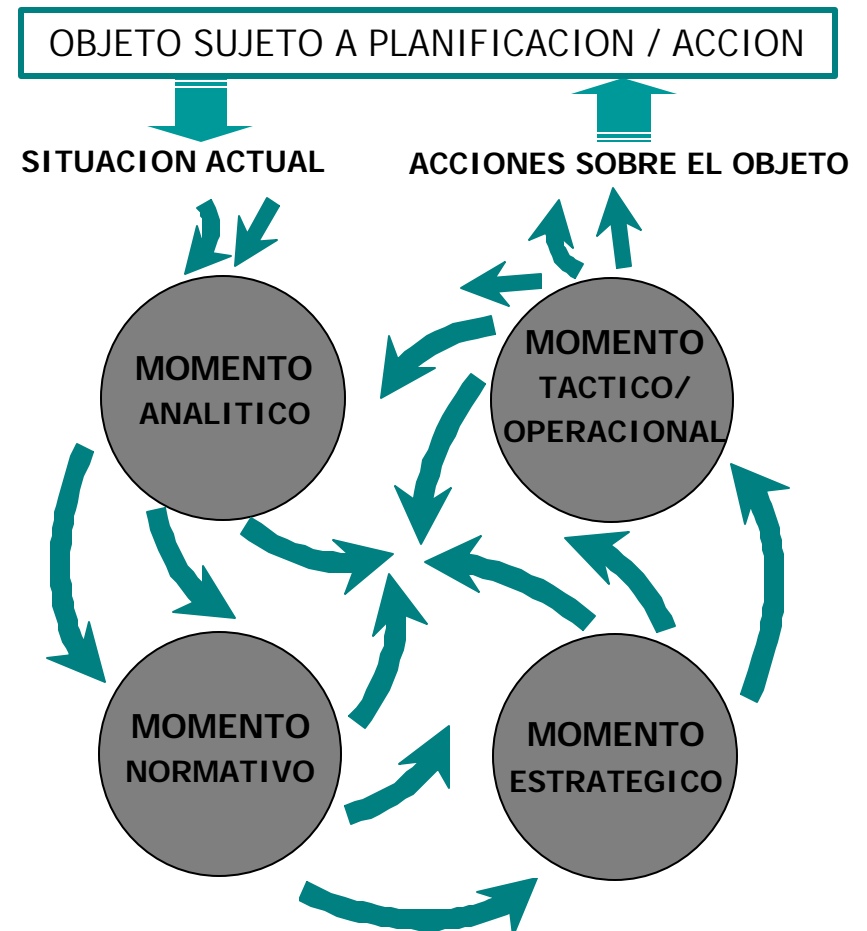 OBJETO SUJETO A PLANIFICACION / ACCION
SITUACION ACTUAL
ACCIONES SOBRE EL OBJETO
MOMENTO
ANALITICO
MOMENTO
TACTICO/
OPERACIONAL
MOMENTO
NORMATIVO
MOMENTO
ESTRATEGICO